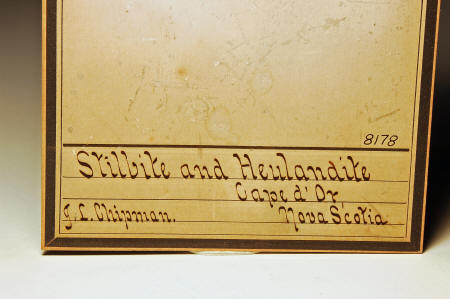 8178
Stilbite and Heulandite
Cape d'Or,
J. L. Chipman. Nova Scotia